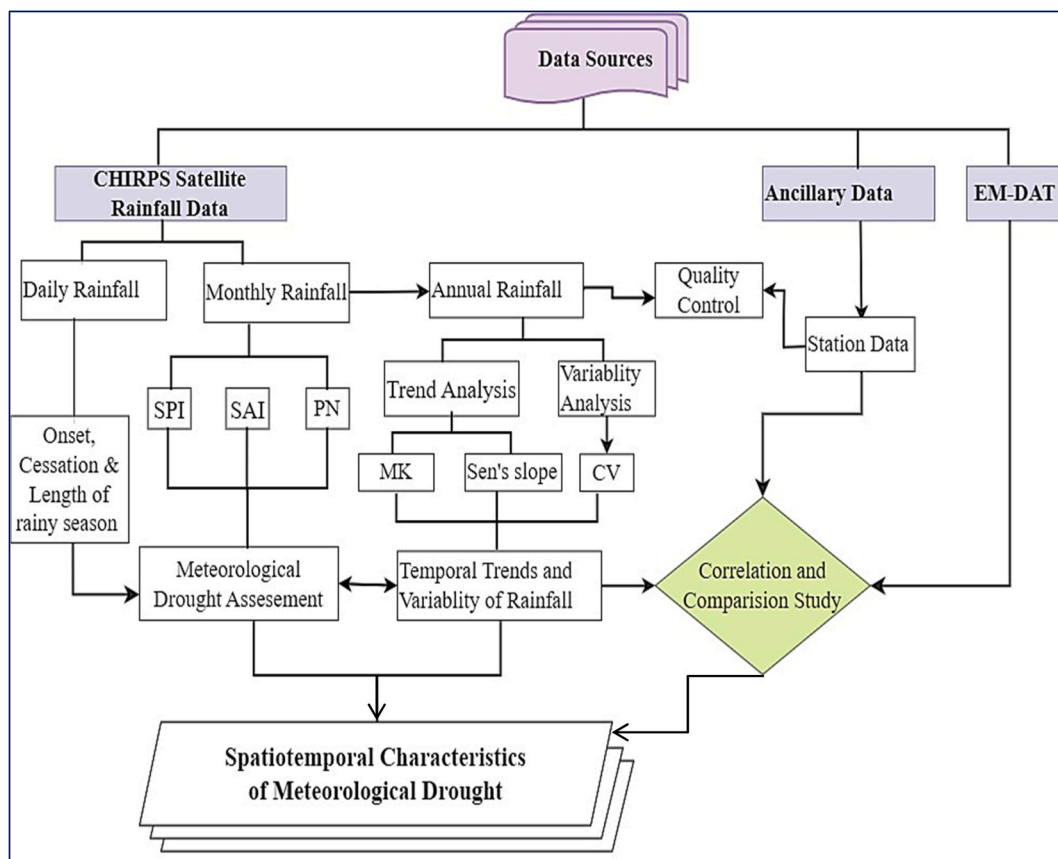 Data Sources
CHIRPS Satellite
Rainfall Data
Ancillary Data
EM-DAT
Daily Rainfall
Monthly Rainfall
Annual Rainfall
Quality
Control
Station Data
Trend Analysis
Variablity
Analysis
SPI
SAI
PN
Onset,
Cessation &
Length of
rainy season
MK
Sen's slope
CV
Meteorological
Drought Assesement
Temporal Trends and
Variablity of Rainfall
Correlation and
Comparision Study
Spatiotemporal Characteristics
of Meteorological Drought